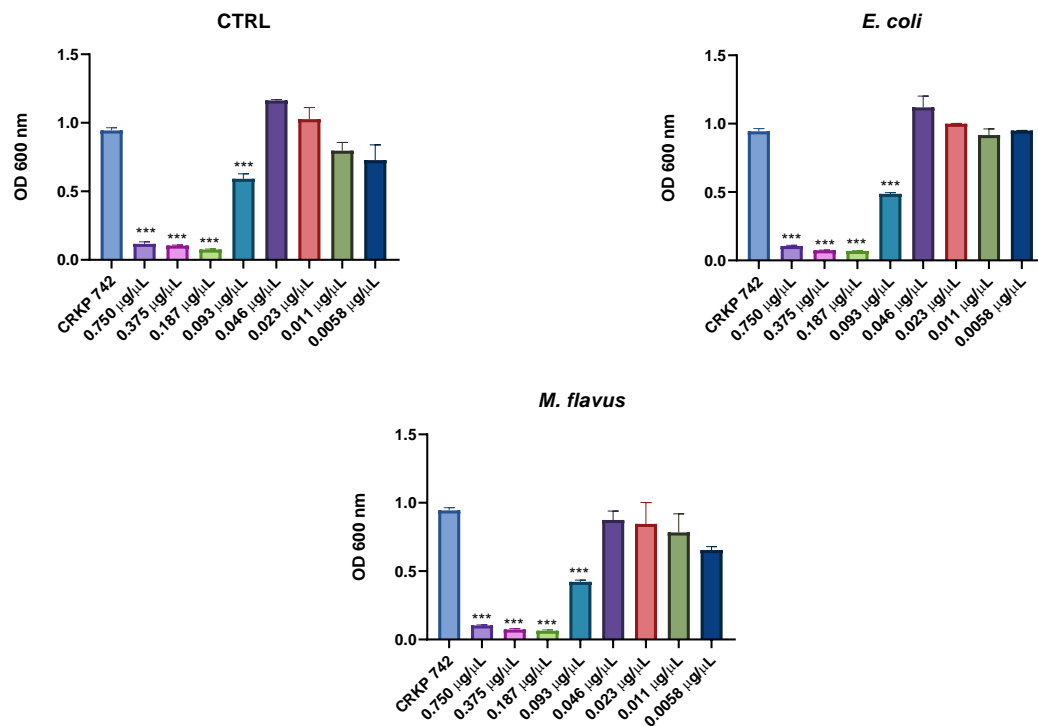 CTRL
1.5
1.0
0.5
0.0
OD 600 nm
***
***
***
***
CRKP 742
0.750 µg/µL
0.375 µg/µL
0.187 µg/µL
0.093 µg/µL
0.046 µg/µL
0.023 µg/µL
0.011 µg/µL
0.0058 µg/µL
E. coli
1.5
1.0
0.5
0.0
OD 600 nm
***
***
***
***
CRKP 742
0.750 µg/µL
0.375 µg/µL
0.187 µg/µL
0.093 µg/µL
0.046 µg/µL
0.023 µg/µL
0.011 µg/µL
0.0058 µg/µL
M. flavus
1.5
1.0
0.5
0.0
OD 600 nm
***
***
***
***
CRKP 742
0.750 µg/µL
0.375 µg/µL
0.187 µg/µL
0.093 µg/µL
0.046 µg/µL
0.023 µg/µL
0.011 µg/µL
0.0058 µg/µL